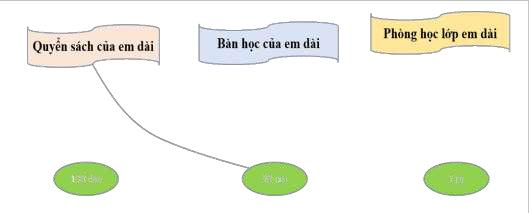 Quyển sách của em dài
Bàn học của em dài
Phòng học lớp em dài